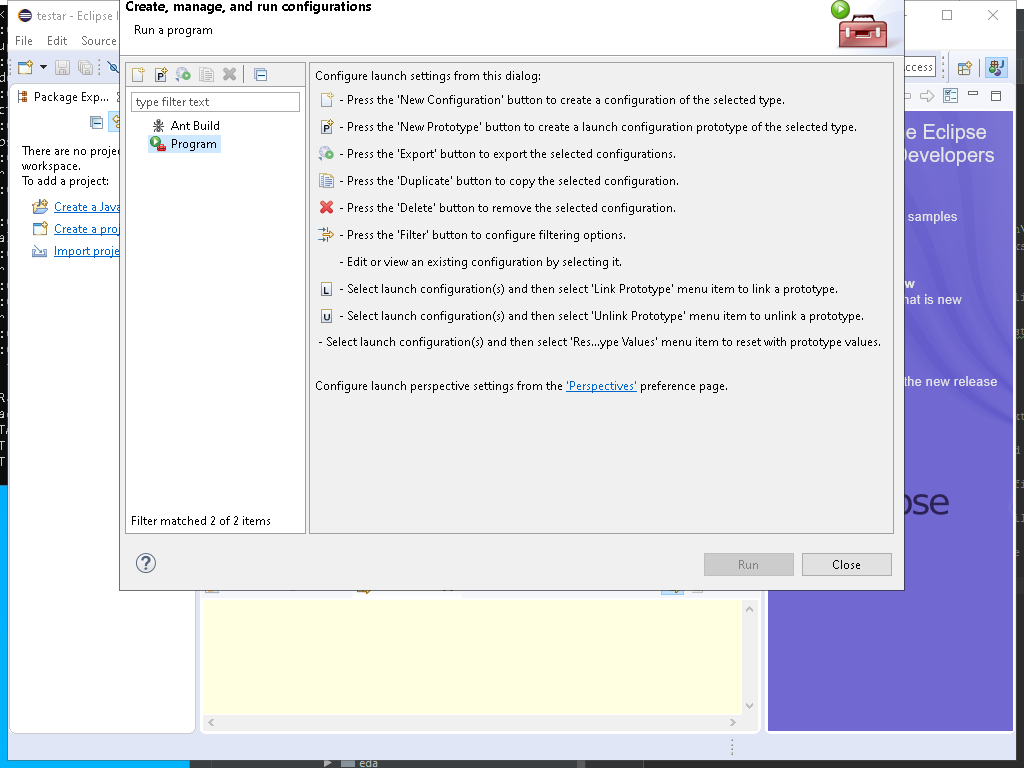 Create, manage, and run configurations
Run a program
testar - Eclipse I
File Edit Source
Package Exp...
There are no proje
workspace.
To add a project:
Create a Java
Create a proj
Import proje
type filter text
Ant Build
Program
Filter matched 2 of 2 items
Configure launch settings from this dialog:
- Press the 'New Configuration' button to create a configuration of the selected type.
- Press the 'New Prototype' button to create a launch configuration prototype of the selected type.
- Press the 'Export' button to export the selected configurations.
- Press the 'Duplicate' button to copy the selected configuration.
- Press the 'Delete' button to remove the selected configuration.
- Press the 'Filter' button to configure filtering options.
- Edit or view an existing configuration by selecting it.
L - Select launch configuration(s) and then select 'Link Prototype' menu item to link a prototype.
U - Select launch configuration(s) and then select 'Unlink Prototype' menu item to unlink a prototype.
- Select launch configuration(s) and then select 'Res...ype Values' menu item to reset with prototype values.
Configure launch perspective settings from the 'Perspectives' preference page.
Run Close
ccess
e Eclipse
Developers
samples
w
hat is new
the new release
pse
eda